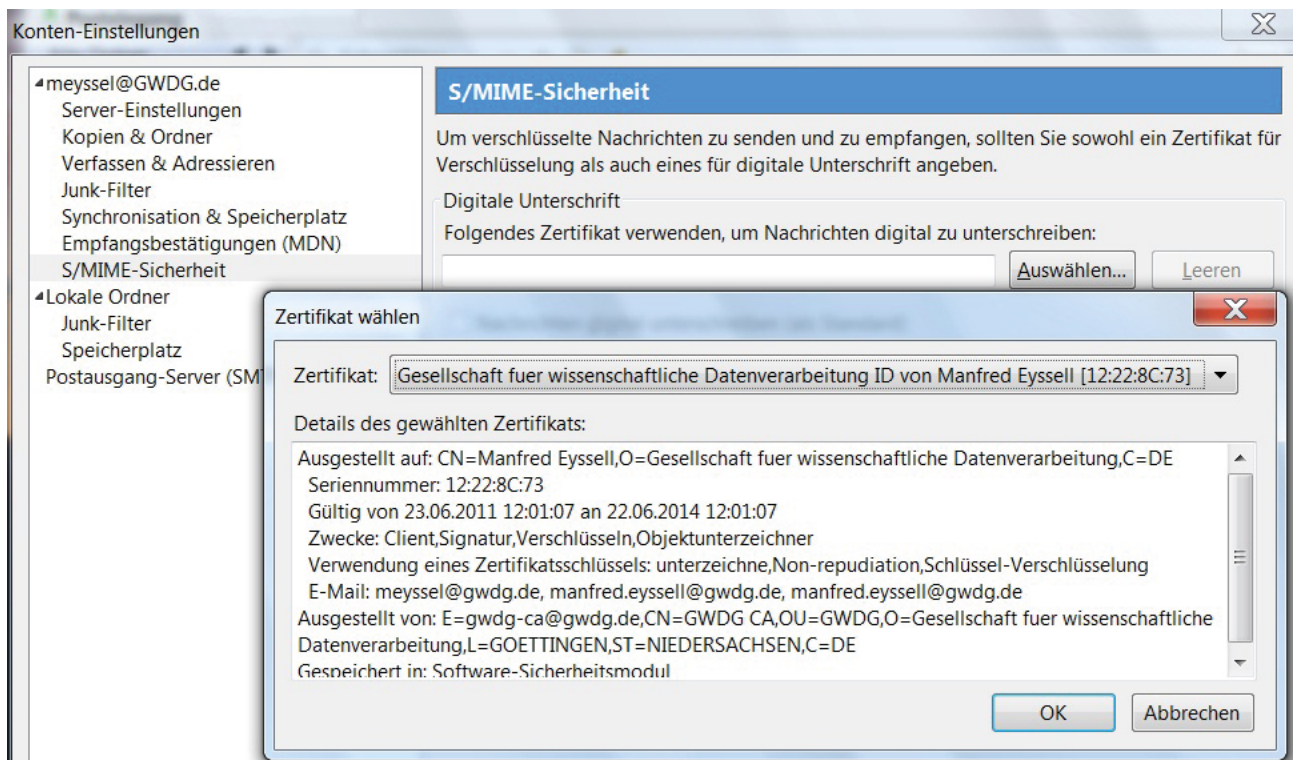 Konten-Einstellungen
meyssel@GWDG.de
Server-Einstellungen
Kopien & Ordner
Verfassen & Adressieren
Junk-Filter
Synchronisation & Speicherplatz
Empfangsbestätigungen (MDN)
S/MIME-Sicherheit
Lokale Ordner
Junk-Filter
Speicherplatz
Postausgang-Server (SM
S/MIME-Sicherheit
Um verschlüsselte Nachrichten zu senden und zu empfangen, sollten Sie sowohl ein Zertifikat für
Verschlüsselung als auch eines für digitale Unterschrift angeben.
Digitale Unterschrift
Folgendes Zertifikat verwenden, um Nachrichten digital zu unterschreiben:
Auswählen... Leeren
Zertifikat wählen
Zertifikat: Gesellschaft fuer wissenschaftliche Datenverarbeitung ID von Manfred Eyssell [12:22:8C:73]
Details des gewählten Zertifikats:
Ausgestellt auf: CN=Manfred Eyssell,O=Gesellschaft fuer wissenschaftliche Datenverarbeitung,C=DE
Seriennummer: 12:22:8C:73
Gültig von 23.06.2011 12:01:07 an 22.06.2014 12:01:07
Zwecke: Client,Signatur,Verschlüsseln,Objektunterzeichner
Verwendung eines Zertifikatsschlüssels: unterzeichne,Non-repudiation,Schlüssel-Verschlüsselung
E-Mail: meyssel@gwdg.de, manfred.eyssell@gwdg.de, manfred.eyssell@gwdg.de
Ausgestellt von: E=gwdg-ca@gwdg.de,CN=GWDG CA,OU=GWDG,O=Gesellschaft fuer wissenschaftliche
Datenverarbeitung,L=GOETTINGEN,ST=NIEDERSACHSEN,C=DE
Gespeichert in: Software-Sicherheitsmodul
OK Abbrechen